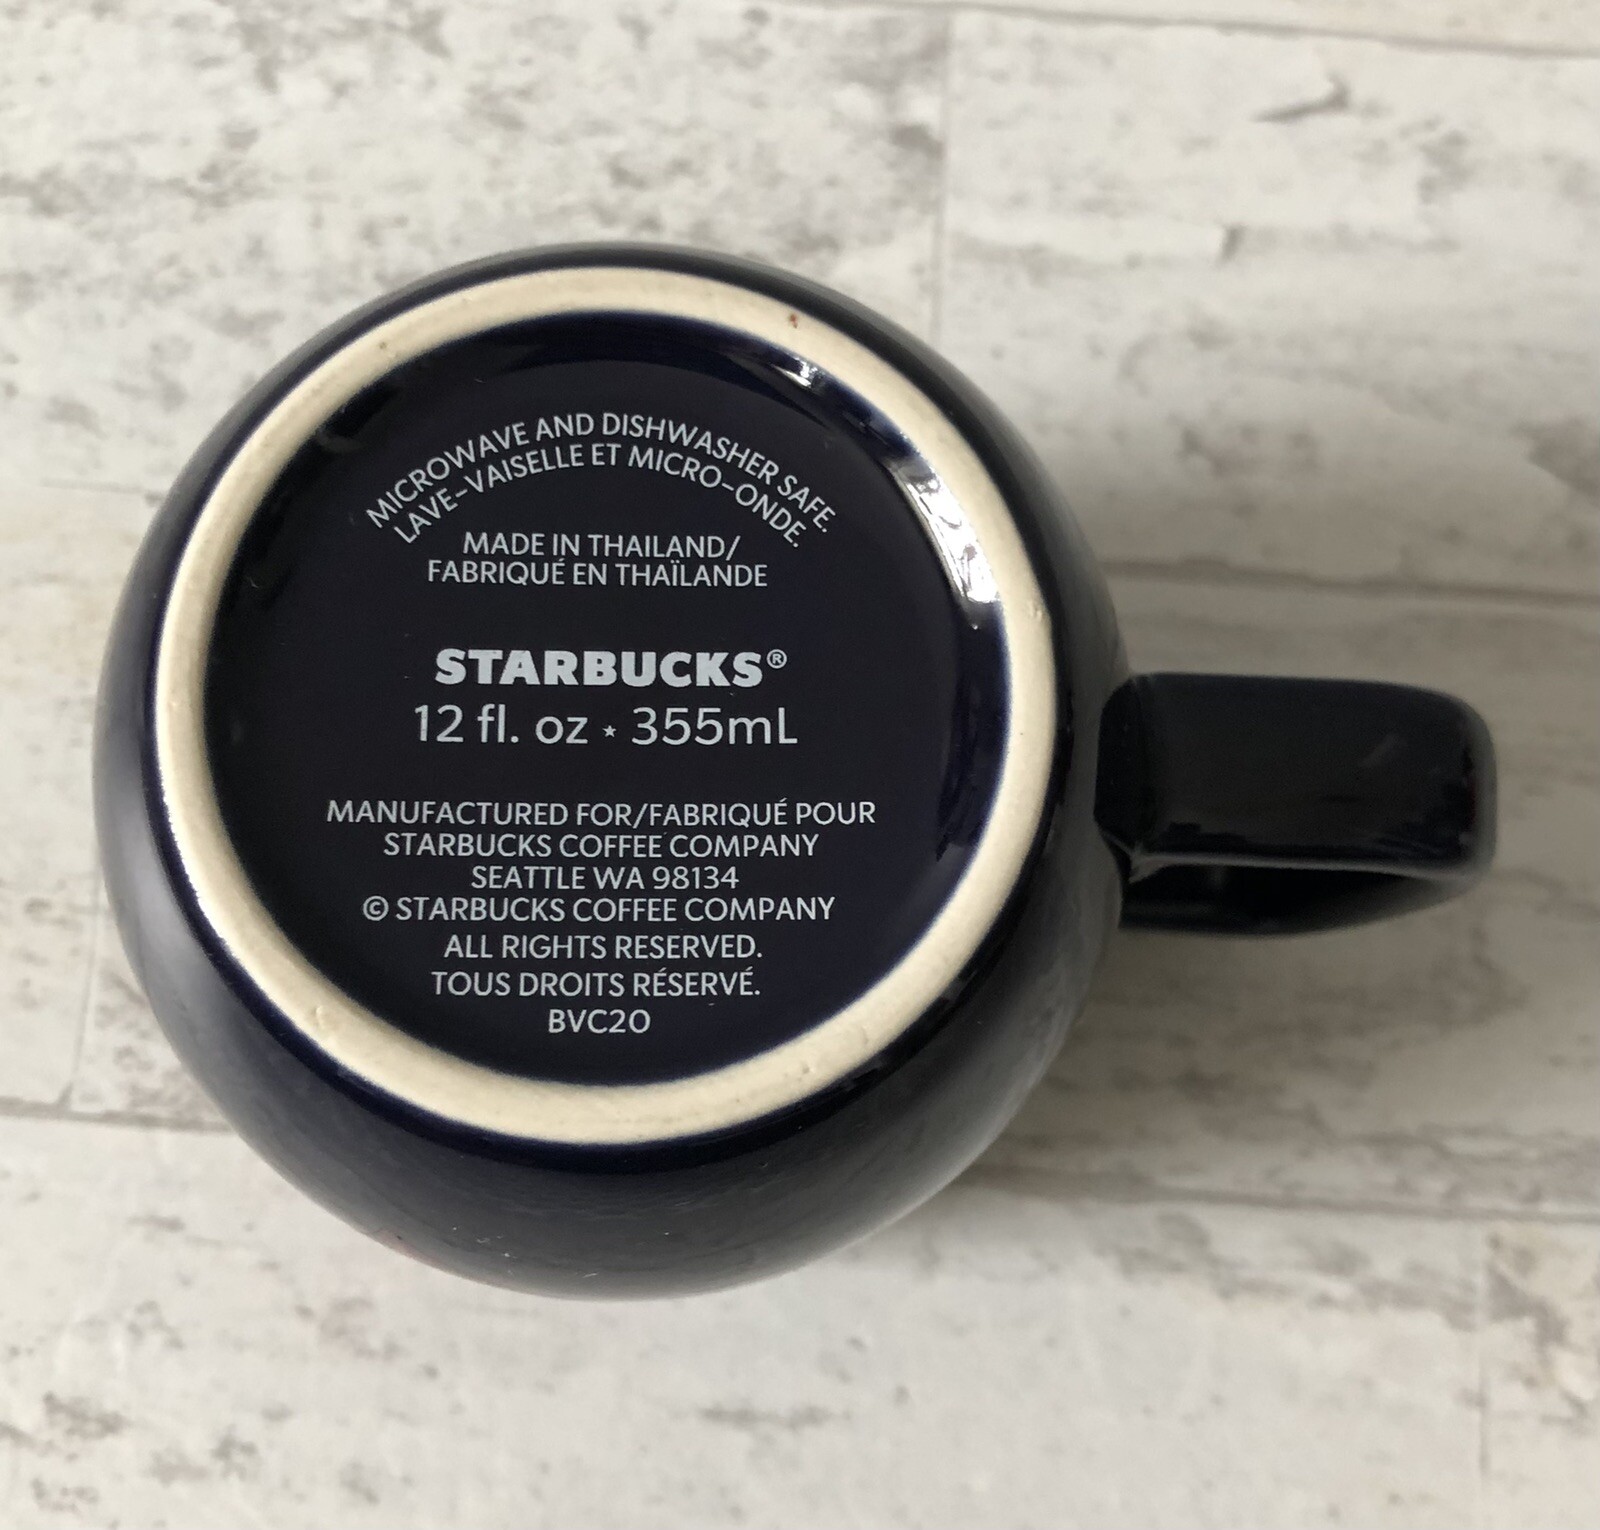 MICROWAVE AND DISHWASHER SAFE.
LAVE-VAISELLE ET MICRO-ONDE.
MADE IN THAILAND/
FABRIQUÉ EN THAÏLANDE
STARBUCKS®
12 fl. oz ⋆ 355mL
MANUFACTURED FOR/FABRIQUÉ POUR
STARBUCKS COFFEE COMPANY
SEATTLE WA 98134
© STARBUCKS COFFEE COMPANY
ALL RIGHTS RESERVED.
TOUS DROITS RÉSERVÉ.
BVC20